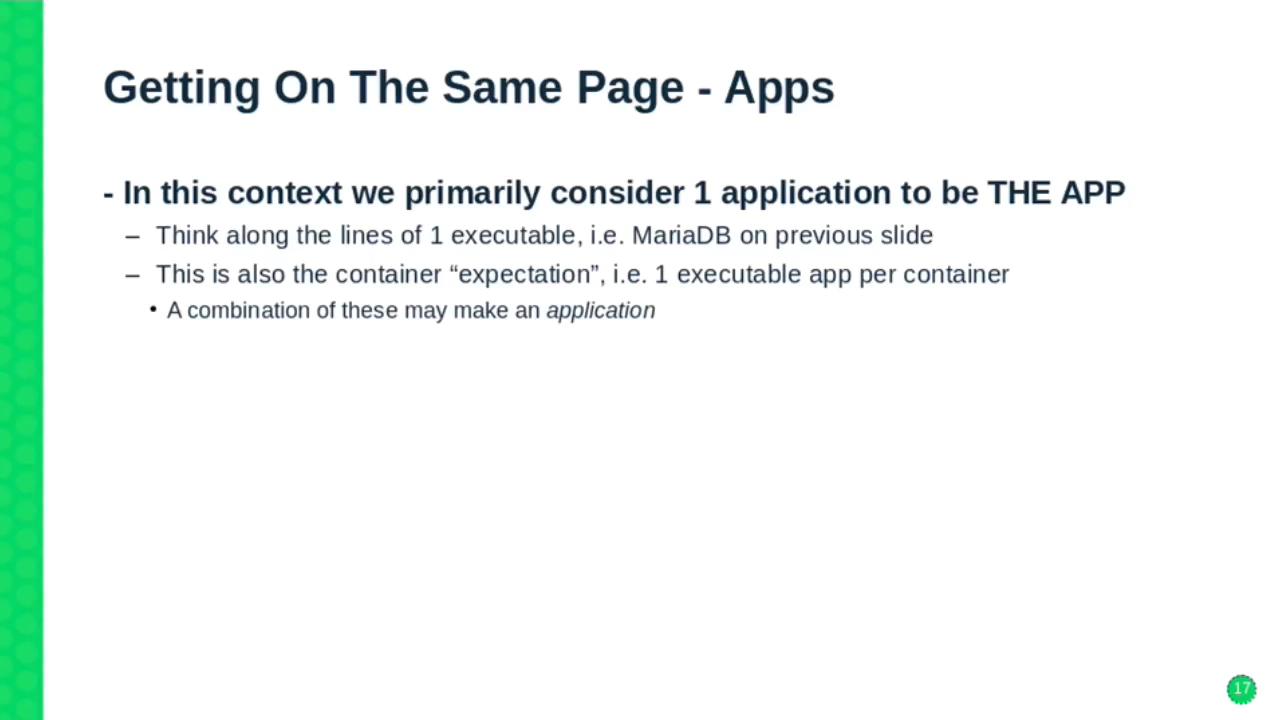 Getting On The Same Page - Apps
- In this context we primarily consider 1 application to be THE APP
– Think along the lines of 1 executable, i.e. MariaDB on previous slide
– This is also the container “expectation”, i.e. 1 executable app per container
• A combination of these may make an application
17